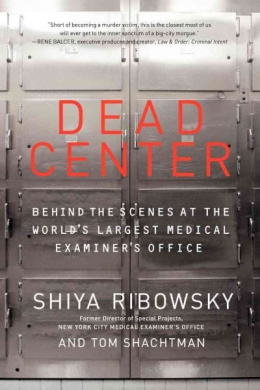 "Short of becoming a murder victim, this is the closest most of us
will ever get to the inner sanctum of a big-city morgue."
—RENE BALCER, executive producer and creator, Law & Order: Criminal Intent
DEAD
CENTER
BEHIND THE SCENES AT THE
WORLD'S LARGEST MEDICAL
EXAMINER'S OFFICE
SHIYA RIBOWSKY
Former Director of Special Projects,
NEW YORK CITY MEDICAL EXAMINER'S OFFICE
AND TOM SHACHTMAN